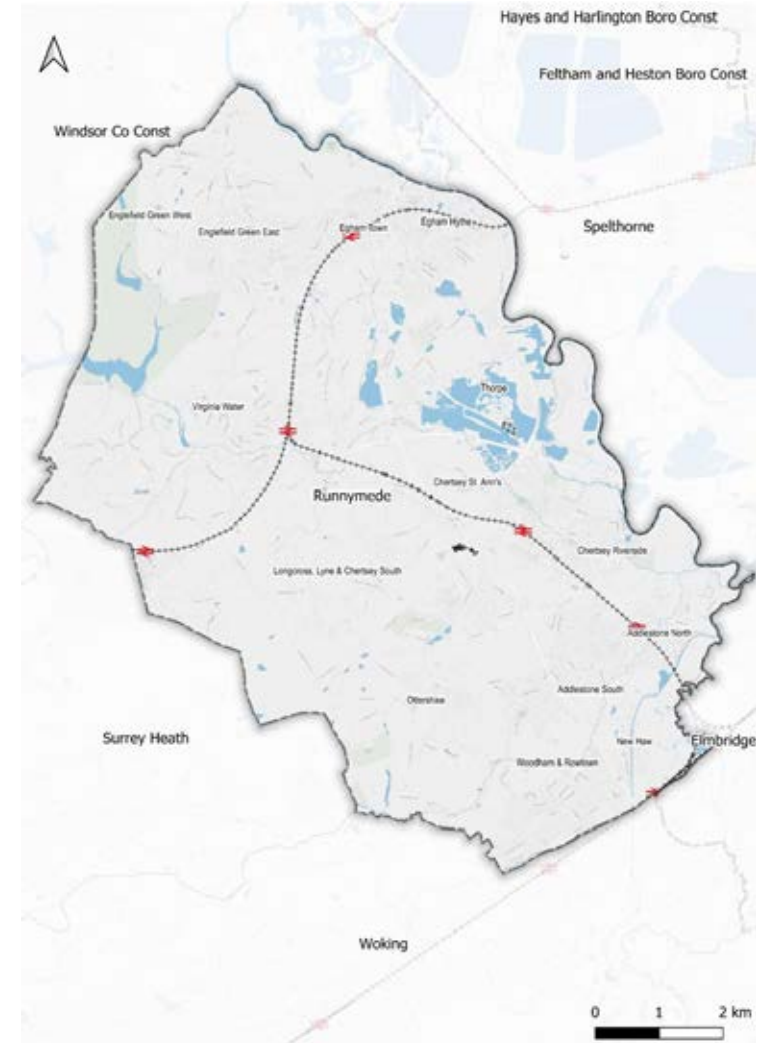 Hayes and Harlington Boro Const
Feltham and Heston Boro Const
Windsor Co Const
Englefield Green West
Englefield Green East
Egham Town
Egham Hythe
Spelthorne
Thorpe
Virginia Water
Chertsey St. Ann's
Runnymede
Chertsey Riverside
Longcross, Lyne & Chertsey South
Addlestone North
Addlestone South
Ottershaw
Surrey Heath
New Haw
Elmbridge
Woodham & Rowtown
Woking
0 1 2 km